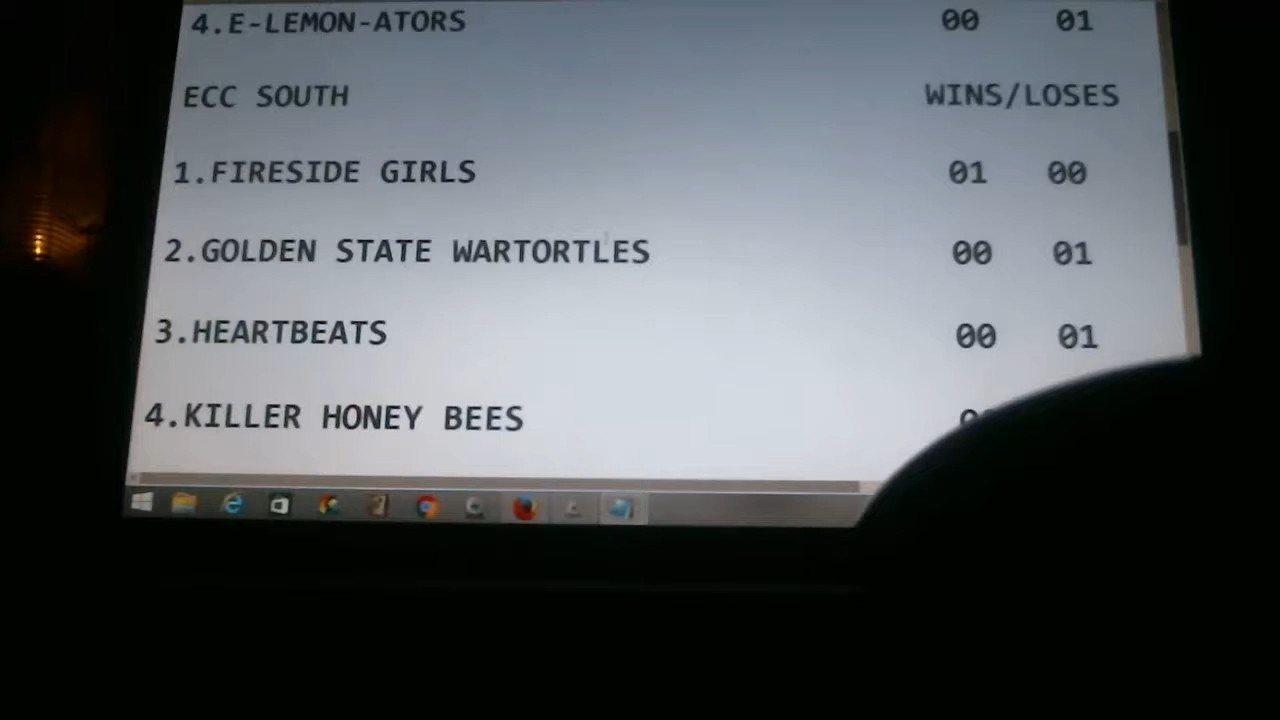 4.E-LEMON-ATORS 00 01
ECC SOUTH WINS/LOSES
1.FIRESIDE GIRLS 01 00
2.GOLDEN STATE WARTORTLES 00 01
3.HEARTBEATS 00 01
4.KILLER HONEY BEES